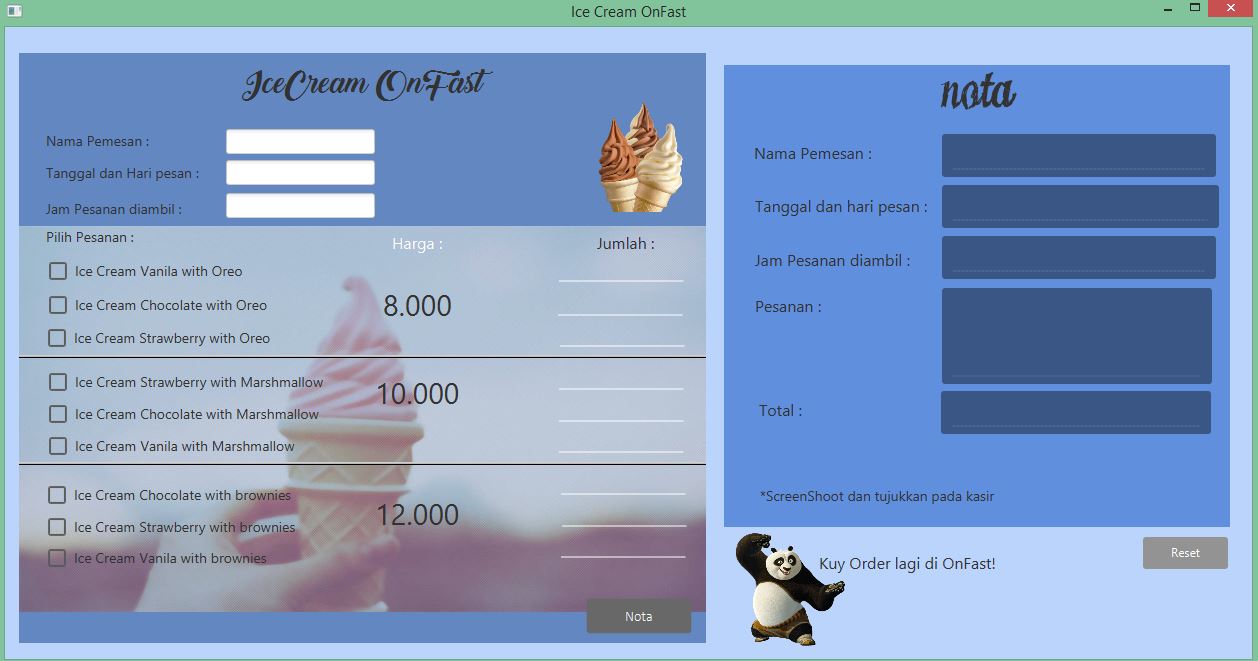 Ice Cream OnFast
IceCream OnFast
Nama Pemesan :
Tanggal dan Hari pesan :
Jam Pesanan diambil :
Pilih Pesanan :
Harga :
Jumlah :
Ice Cream Vanila with Oreo
Ice Cream Chocolate with Oreo
8.000
Ice Cream Strawberry with Oreo
Ice Cream Strawberry with Marshmallow
10.000
Ice Cream Chocolate with Marshmallow
Ice Cream Vanila with Marshmallow
Ice Cream Chocolate with brownies
12.000
Ice Cream Strawberry with brownies
Ice Cream Vanila with brownies
Nota
nota
Nama Pemesan :
Tanggal dan hari pesan :
Jam Pesanan diambil :
Pesanan :
Total :
*ScreenShoot dan tujukkan pada kasir
Kuy Order lagi di OnFast!
Reset